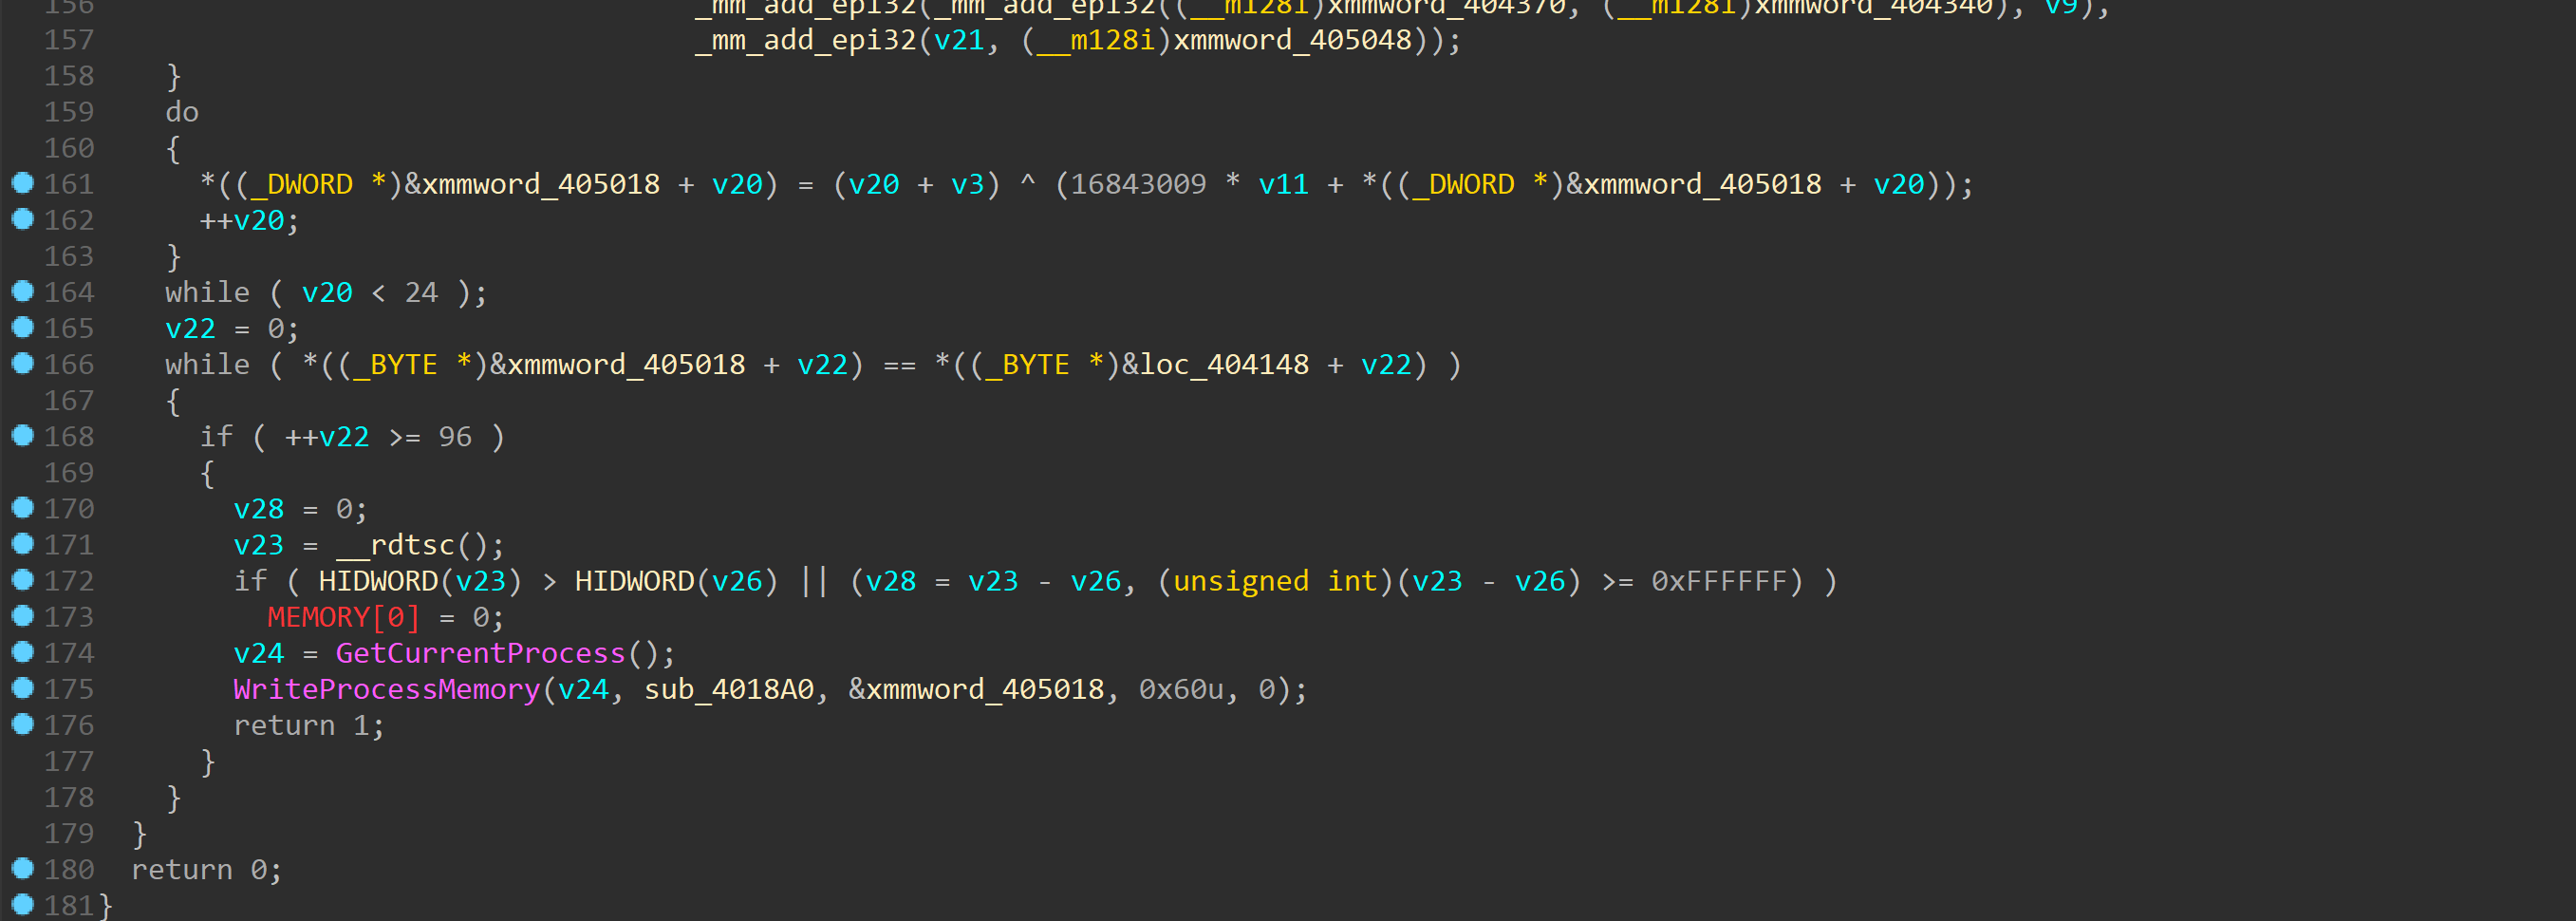 156 _mm_add_epi32(_mm_add_epi32((__m128i)xmmword_404370, (__m128i)xmmword_404340), v9),
157 _mm_add_epi32(v21, (__m128i)xmmword_405048));
158 }
159 do
160 {
161 *((_DWORD *)&xmmword_405018 + v20) = (v20 + v3) ^ (16843009 * v11 + *((_DWORD *)&xmmword_405018 + v20));
162 ++v20;
163 }
164 while ( v20 < 24 );
165 v22 = 0;
166 while ( *((_BYTE *)&xmmword_405018 + v22) == *((_BYTE *)&loc_404148 + v22) )
167 {
168 if ( ++v22 >= 96 )
169 {
170 v28 = 0;
171 v23 = __rdtsc();
172 if ( HIDWORD(v23) > HIDWORD(v26) || (v28 = v23 - v26, (unsigned int)(v23 - v26) >= 0xFFFFFF) )
173 MEMORY[0] = 0;
174 v24 = GetCurrentProcess();
175 WriteProcessMemory(v24, sub_4018A0, &xmmword_405018, 0x60u, 0);
176 return 1;
177 }
178 }
179 }
180 return 0;
181 }